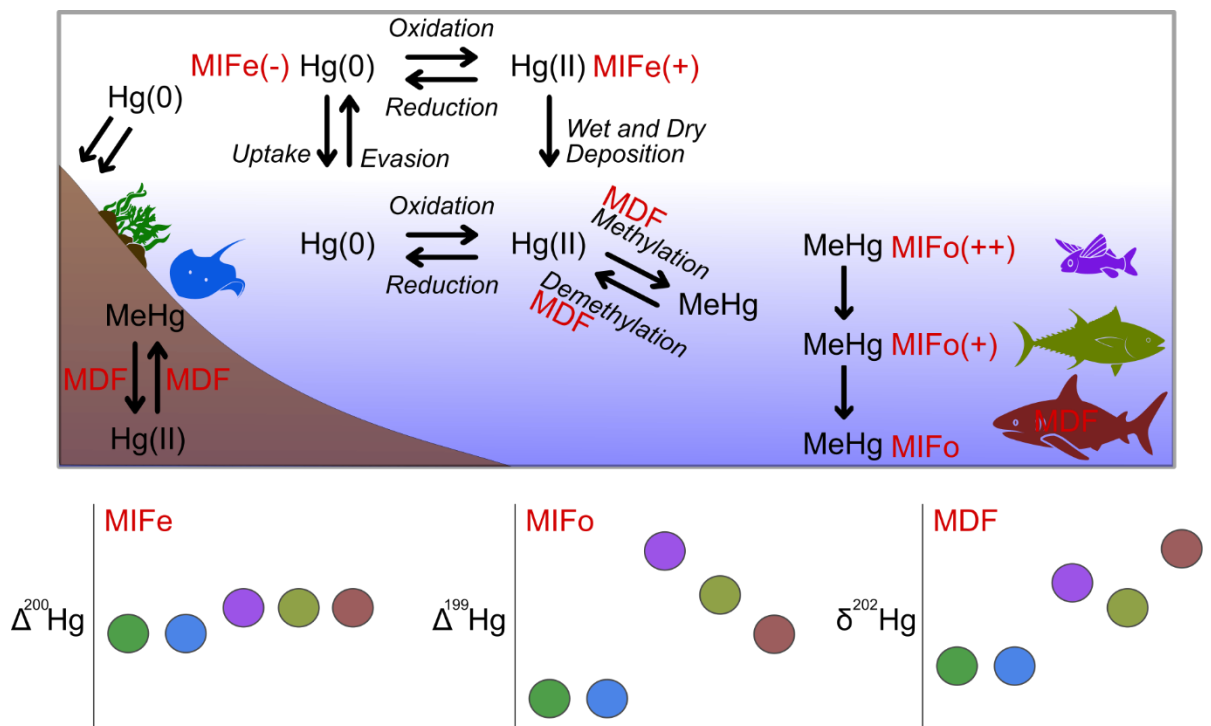 Oxidation
MIFe(-) Hg(0) Hg(II) MIFe(+)
Reduction
Hg(0)
Uptake Evasion
Wet and Dry
Deposition
Oxidation
Hg(0) Hg(II)
Reduction
MDF
Methylation
Demethylation
MDF
MeHg
MeHg MIFo(++)
MeHg MIFo(+)
MeHg MIFo
MDF
MeHg
MDF MDF
Hg(II)
MIFe
Δ²⁰⁰Hg
MIFo
Δ¹⁹⁹Hg
MDF
δ²⁰²Hg